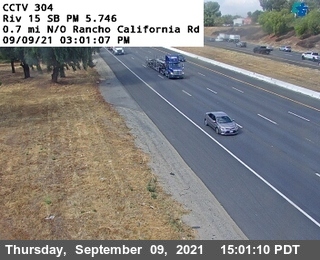 CCTV 304
Riv 15 SB PM 5.746
0.7 mi N/O Rancho California Rd
09/09/21 03:01:07 PM
Thursday, September 09, 2021 15:01:10 PDT